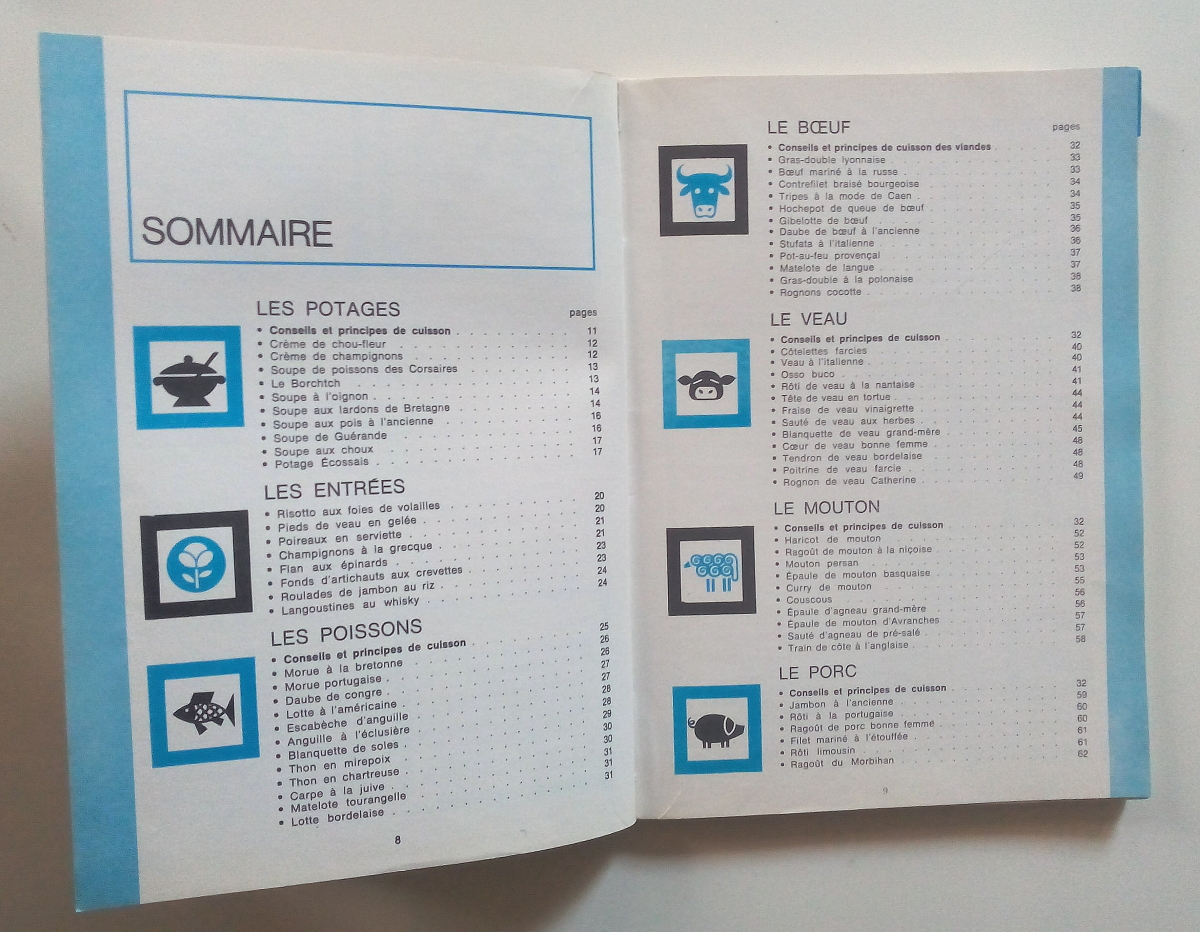 SOMMAIRE
LES POTAGES
pages
• Conseils et principes de cuisson . . . . . . . 11
• Crème de chou-fleur . . . . . . . 12
• Crème de champignons . . . . . . . 12
• Soupe de poissons des Corsaires . . . . . . . 13
• Le Borchtch . . . . . . . 13
• Soupe à l'oignon . . . . . . . 14
• Soupe aux lardons de Bretagne . . . . . . . 14
• Soupe aux pois à l'ancienne . . . . . . . 16
• Soupe de Guérande . . . . . . . 16
• Soupe aux choux . . . . . . . 17
• Potage Écossais . . . . . . . 17
LES ENTRÉES
• Risotto aux foies de volailles . . . . . . . 20
• Pieds de veau en gelée . . . . . . . 20
• Poireaux en serviette . . . . . . . 21
• Champignons à la grecque . . . . . . . 21
• Flan aux épinards . . . . . . . 23
• Fonds d'artichauts aux crevettes . . . . . . . 23
• Roulades de jambon au riz . . . . . . . 24
• Langoustines au whisky . . . . . . . 24
LES POISSONS
• Conseils et principes de cuisson . . . . . . . 25
• Morue à la bretonne . . . . . . . 26
• Morue portugaise . . . . . . . 26
• Daube de congre . . . . . . . 27
• Lotte à l'américaine . . . . . . . 27
• Escabèche d'anguille . . . . . . . 28
• Anguille à l'éclusière . . . . . . . 28
• Blanquette de soles . . . . . . . 29
• Thon en mirepoix . . . . . . . 30
• Thon en chartreuse . . . . . . . 30
• Carpe à la juive . . . . . . . 31
• Matelote tourangelle . . . . . . . 31
• Lotte bordelaise . . . . . . . 31
8
LE BŒUF
pages
• Conseils et principes de cuisson des viandes . . . . . . . 32
• Gras-double lyonnaise . . . . . . . 33
• Bœuf mariné à la russe . . . . . . . 33
• Contrefilet braisé bourgeoise . . . . . . . 34
• Tripes à la mode de Caen . . . . . . . 34
• Hochepot de queue de bœuf . . . . . . . 35
• Gibelotte de bœuf . . . . . . . 35
• Daube de bœuf à l'ancienne . . . . . . . 36
• Stufata à l'italienne . . . . . . . 36
• Pot-au-feu provençal . . . . . . . 37
• Matelote de langue . . . . . . . 37
• Gras-double à la polonaise . . . . . . . 38
• Rognons cocotte . . . . . . . 38
LE VEAU
• Conseils et principes de cuisson . . . . . . . 32
• Côtelettes farcies . . . . . . . 40
• Veau à l'italienne . . . . . . . 40
• Osso buco . . . . . . . 41
• Rôti de veau à la nantaise . . . . . . . 41
• Tête de veau en tortue . . . . . . . 44
• Fraise de veau vinaigrette . . . . . . . 44
• Sauté de veau aux herbes . . . . . . . 44
• Blanquette de veau grand-mère . . . . . . . 45
• Cœur de veau bonne femme . . . . . . . 48
• Tendron de veau bordelaise . . . . . . . 48
• Poitrine de veau farcie . . . . . . . 48
• Rognon de veau Catherine . . . . . . . 49
LE MOUTON
• Conseils et principes de cuisson . . . . . . . 32
• Haricot de mouton . . . . . . . 52
• Ragoût de mouton à la niçoise . . . . . . . 52
• Mouton persan . . . . . . . 53
• Épaule de mouton basquaise . . . . . . . 53
• Curry de mouton . . . . . . . 55
• Couscous . . . . . . . 56
• Épaule d'agneau grand-mère . . . . . . . 56
• Épaule de mouton d'Avranches . . . . . . . 57
• Sauté d'agneau de pré-salé . . . . . . . 57
• Train de côte à l'anglaise . . . . . . . 58
LE PORC
• Conseils et principes de cuisson . . . . . . . 32
• Jambon à l'ancienne . . . . . . . 59
• Rôti à la portugaise . . . . . . . 60
• Ragoût de porc bonne femme . . . . . . . 60
• Filet mariné à l'étouffée . . . . . . . 61
• Rôti limousin . . . . . . . 61
• Ragoût du Morbihan . . . . . . . 62
9